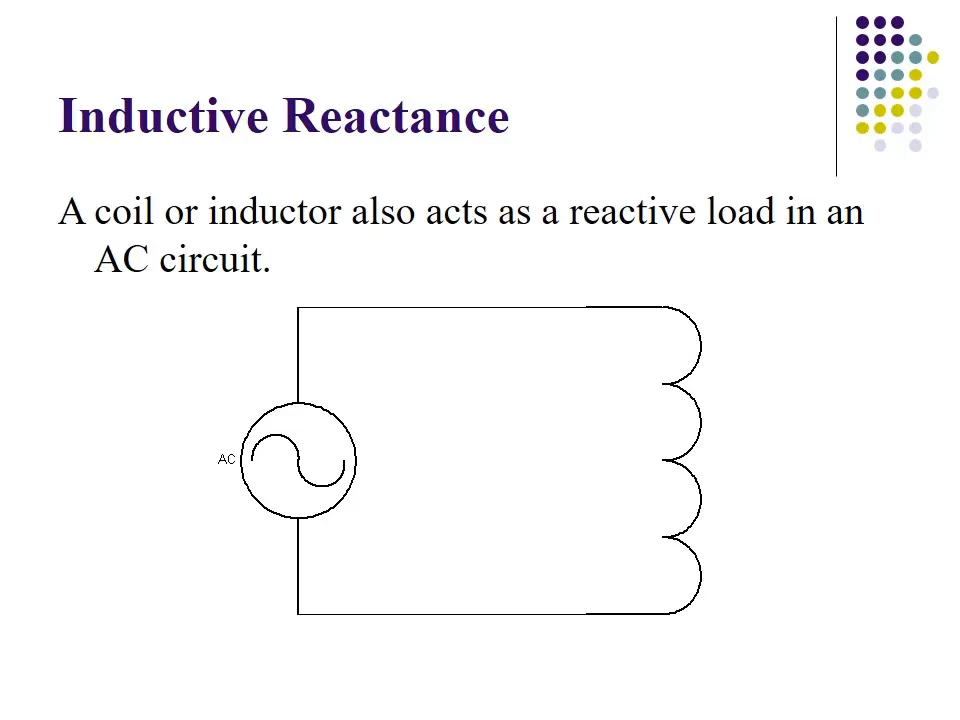 Inductive Reactance
A coil or inductor also acts as a reactive load in an
AC circuit.
AC